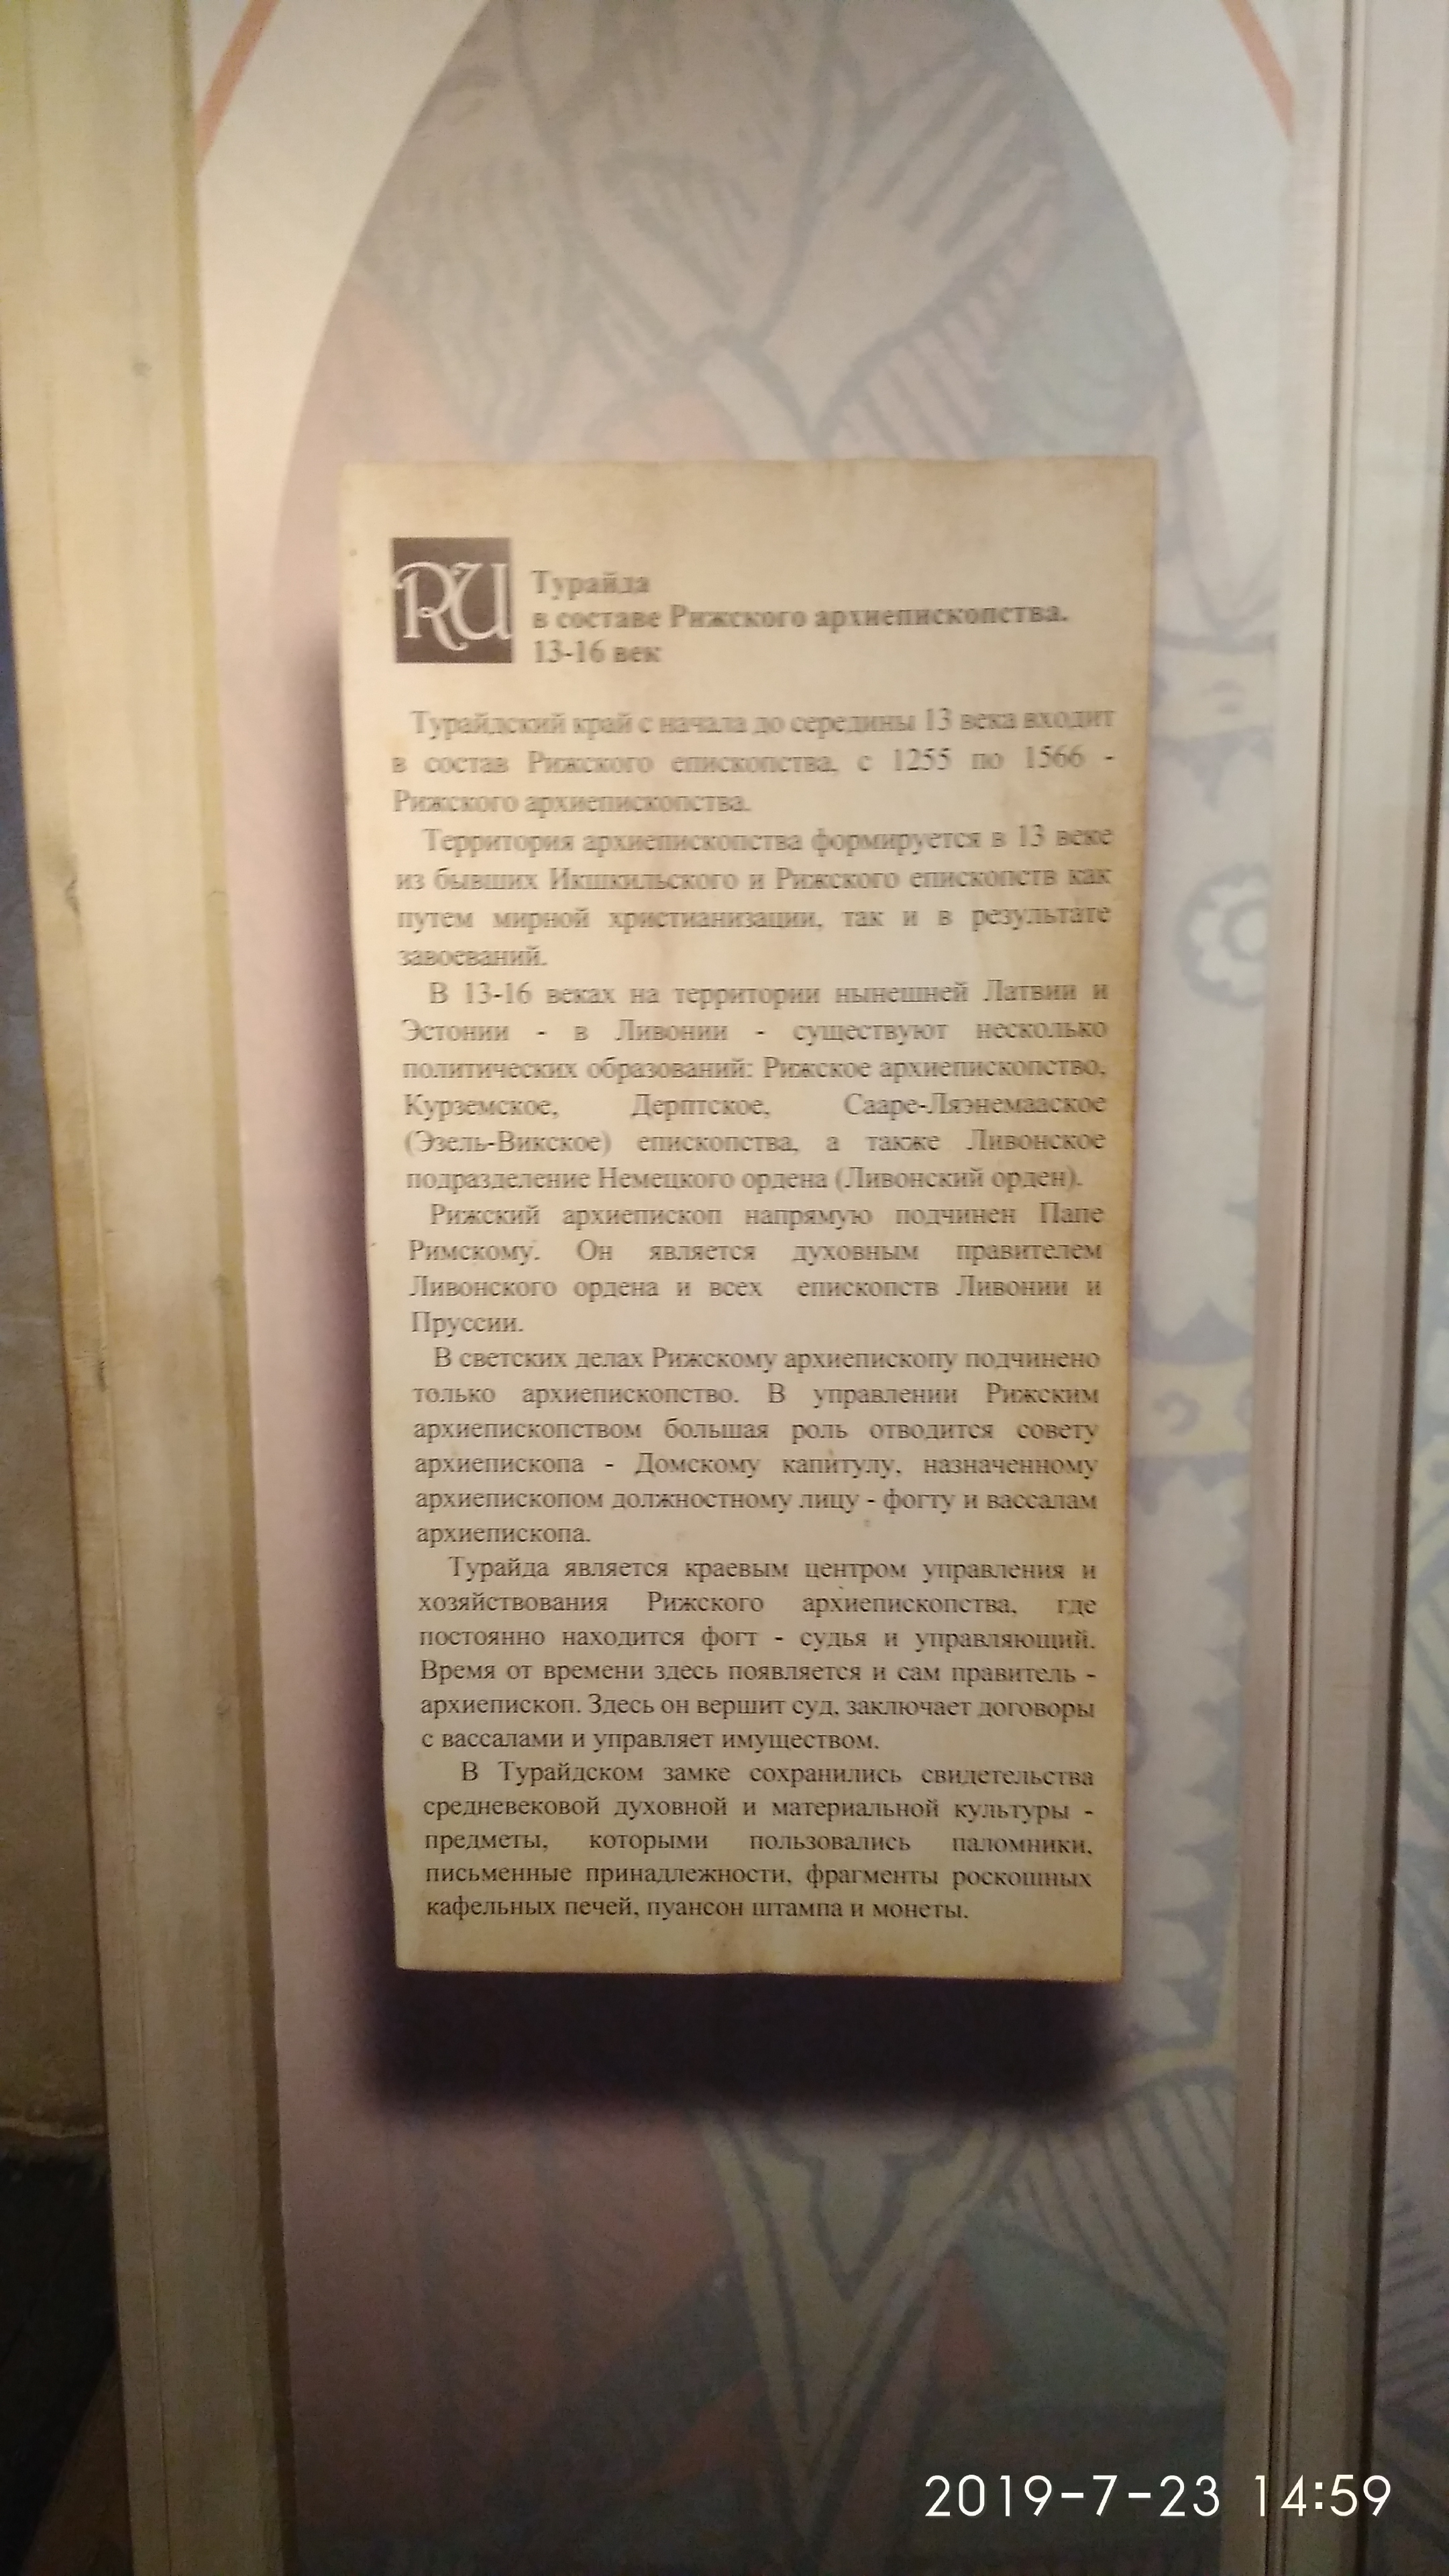 RU
Турайда
в составе Рижского архиепископства.
13-16 век
Турайдский край с начала до середины 13 века входит
в состав Рижского епископства, с 1255 по 1566 -
Рижского архиепископства.
Территория архиепископства формируется в 13 веке
из бывших Икшкильского и Рижского епископств как
путем мирной христианизации, так и в результате
завоеваний.
В 13-16 веках на территории нынешней Латвии и
Эстонии - в Ливонии - существуют несколько
политических образований: Рижское архиепископство,
Курземское, Дерптское, Сааре-Ляэнемааское
(Эзель-Викское) епископства, а также Ливонское
подразделение Немецкого ордена (Ливонский орден).
Рижский архиепископ напрямую подчинен Папе
Римскому. Он является духовным правителем
Ливонского ордена и всех епископств Ливонии и
Пруссии.
В светских делах Рижскому архиепископу подчинено
только архиепископство. В управлении Рижским
архиепископством большая роль отводится совету
архиепископа - Домскому капитулу, назначенному
архиепископом должностному лицу - фогту и вассалам
архиепископа.
Турайда является краевым центром управления и
хозяйствования Рижского архиепископства, где
постоянно находится фогт - судья и управляющий.
Время от времени здесь появляется и сам правитель -
архиепископ. Здесь он вершит суд, заключает договоры
с вассалами и управляет имуществом.
В Турайдском замке сохранились свидетельства
средневековой духовной и материальной культуры -
предметы, которыми пользовались паломники,
письменные принадлежности, фрагменты роскошных
кафельных печей, пуансон штампа и монеты.
2019-7-23 14:59